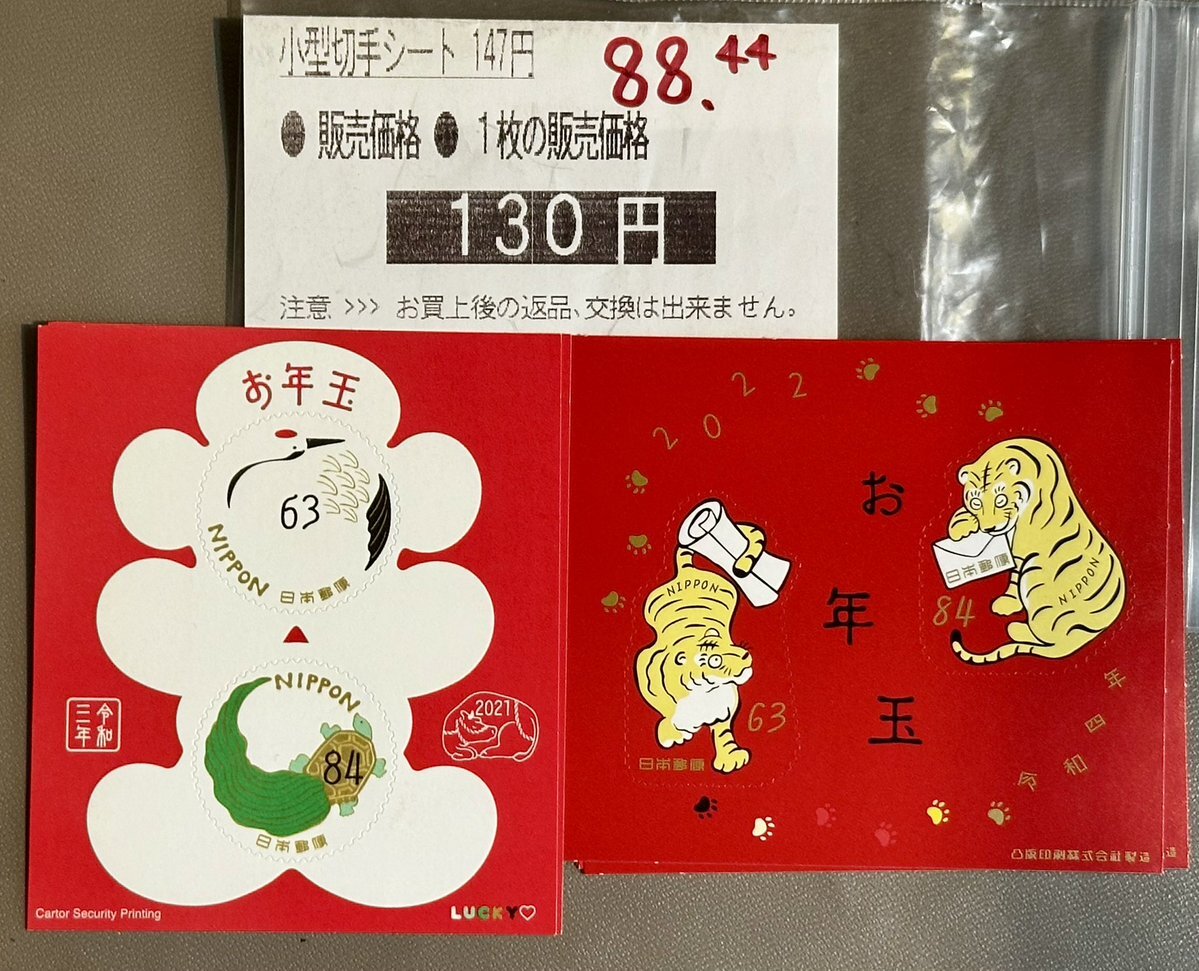 小型切手シート 147円
88.44
● 販売価格 ● 1枚の販売価格
130円
注意 >>> お買上後の返品、交換は出来ません。
お年玉
63
NIPPON
日本郵便
NIPPON
84
日本郵便
令和
三年
2021
Cartor Security Printing
LUCKY♡
2022
お年玉
NIPPON
63
日本郵便
日本郵便
NIPPON
84
令和四年
凸版印刷株式会社製造
造